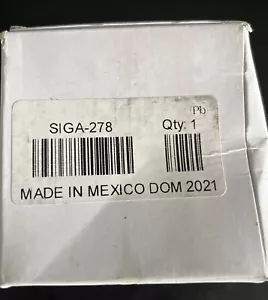 Pb
SIGA-278 Qty: 1
MADE IN MEXICO DOM 2021